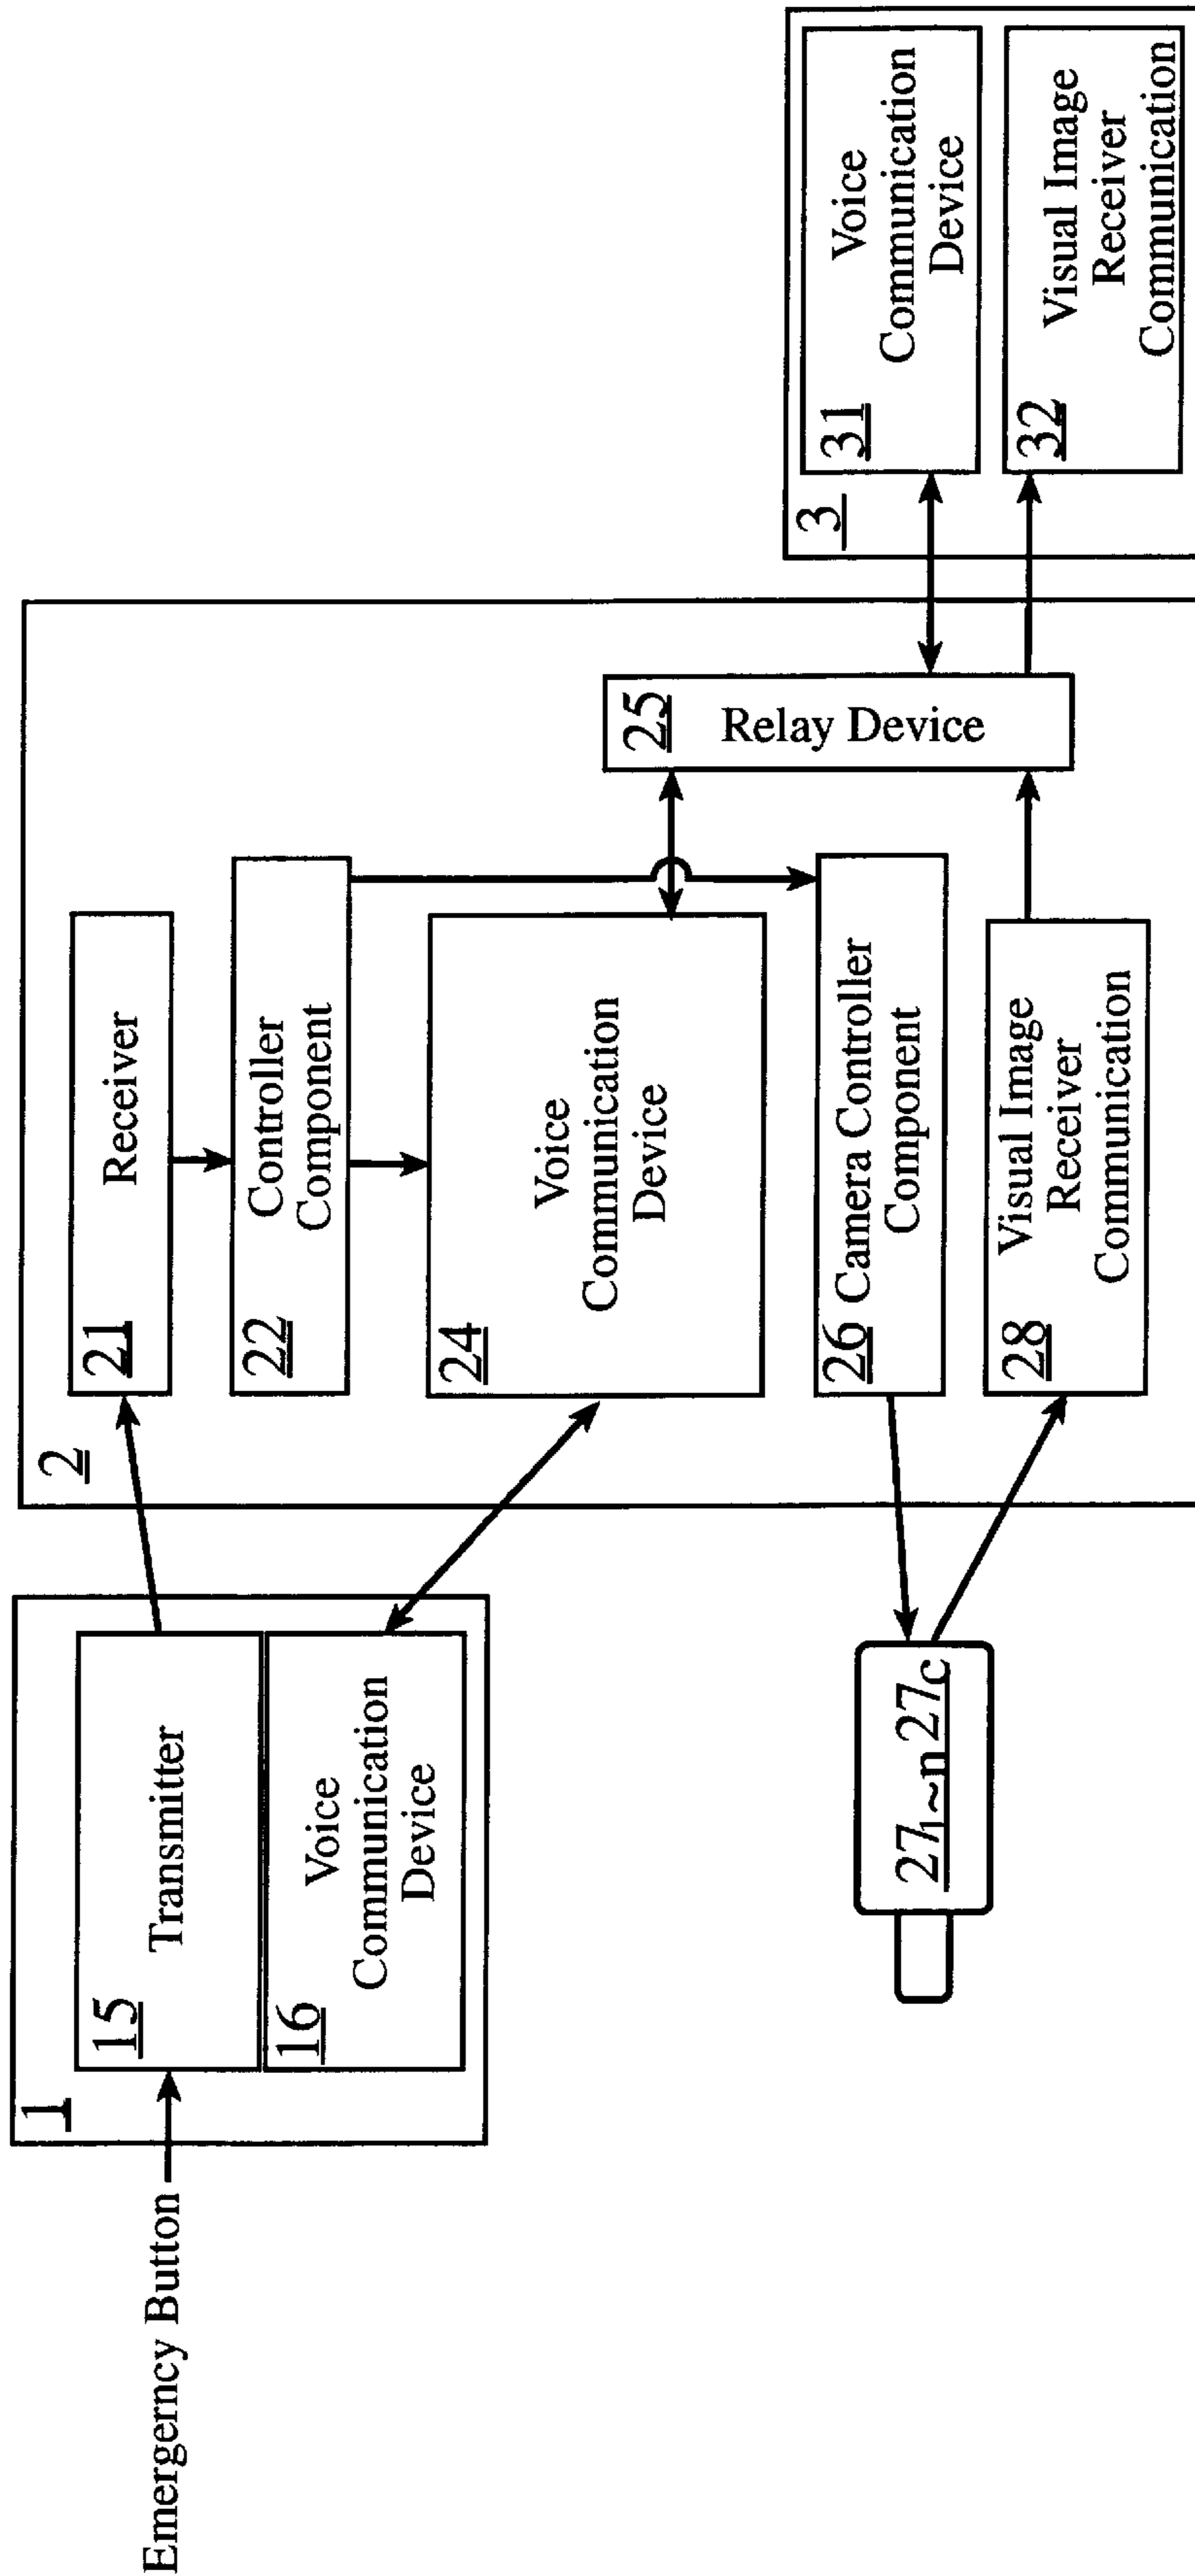 Emergerncy Button
1
15
Transmitter
16
Voice
Communication
Device
2
21
Receiver
22
Controller
Component
24
Voice
Communication
Device
25
Relay Device
26 Camera Controller
Component
28
Visual Image
Receiver
Communication
27₁~n 27c
3
31
Voice
Communication
Device
32
Visual Image
Receiver
Communication